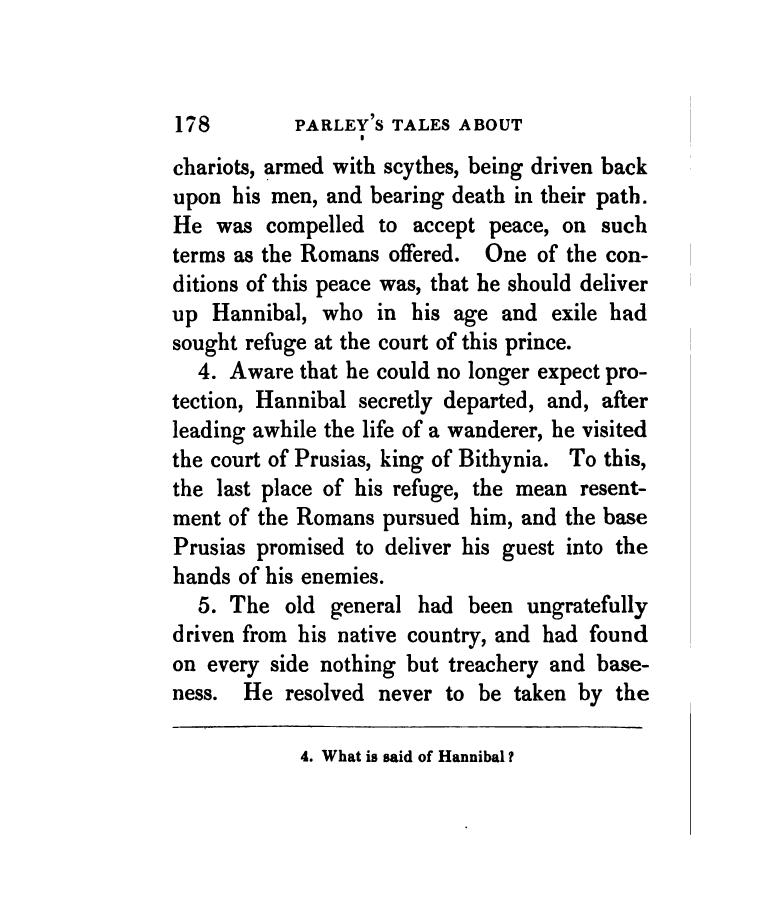 178 PARLEY'S TALES ABOUT
chariots, armed with scythes, being driven back
upon his men, and bearing death in their path.
He was compelled to accept peace, on such
terms as the Romans offered. One of the con-
ditions of this peace was, that he should deliver
up Hannibal, who in his age and exile had
sought refuge at the court of this prince.
4. Aware that he could no longer expect pro-
tection, Hannibal secretly departed, and, after
leading awhile the life of a wanderer, he visited
the court of Prusias, king of Bithynia. To this,
the last place of his refuge, the mean resent-
ment of the Romans pursued him, and the base
Prusias promised to deliver his guest into the
hands of his enemies.
5. The old general had been ungratefully
driven from his native country, and had found
on every side nothing but treachery and base-
ness. He resolved never to be taken by the
4. What is said of Hannibal?